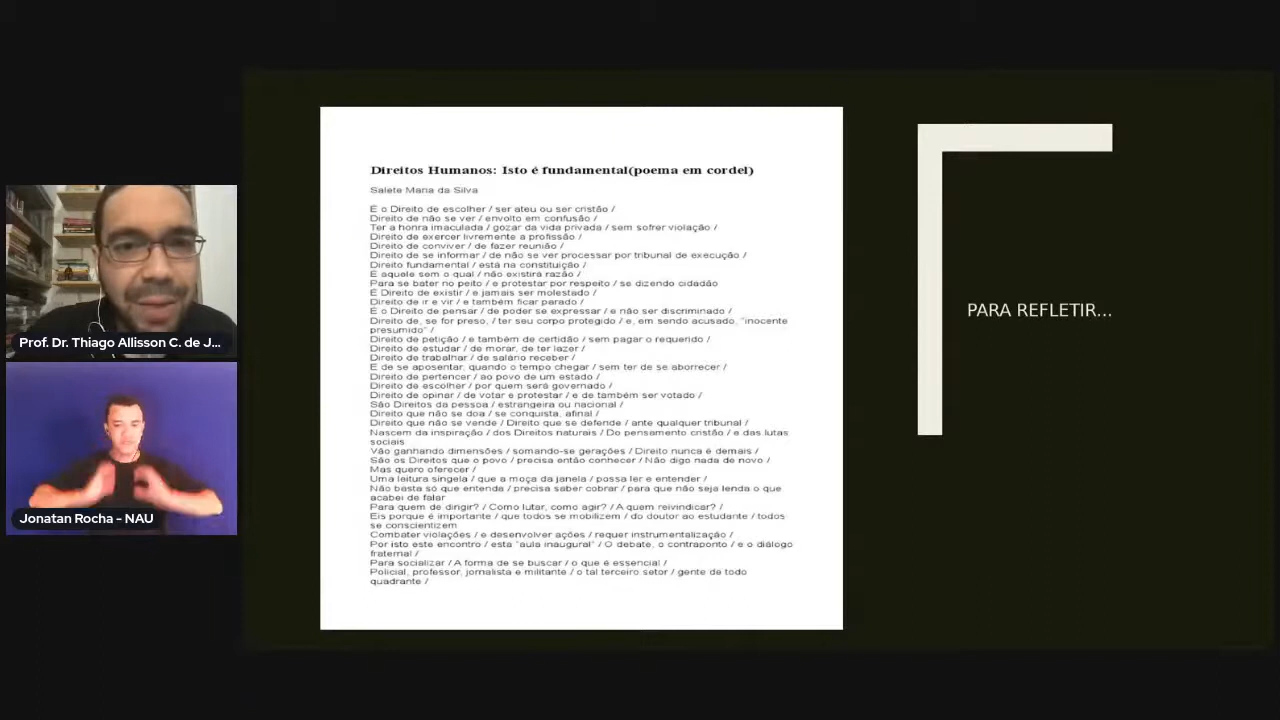 Direitos Humanos: Isto é fundamental(poema em cordel)
Salete Maria da Silva
É o Direito de escolher / ser ateu ou ser cristão /
Direito de não se ver / envolto em confusão /
Ter a honra imaculada / gozar da vida privada / sem sofrer violação /
Direito de exercer livremente a profissão /
Direito de conviver / de fazer reunião /
Direito de se informar / de não se ver processar por tribunal de execução /
Direito fundamental / está na constituição /
É aquele sem o qual / não existirá razão /
Para se bater no peito / e protestar por respeito / se dizendo cidadão
É Direito de existir / e jamais ser molestado /
Direito de ir e vir / e também ficar parado /
É o Direito de pensar / de poder se expressar / e não ser discriminado /
Direito de, se for preso, / ter seu corpo protegido / e, em sendo acusado, "inocente
presumido" /
Direito de petição / e também de certidão / sem pagar o requerido /
Direito de estudar / de morar, de ter lazer /
Direito de trabalhar / de salário receber /
E de se aposentar, quando o tempo chegar / sem ter de se aborrecer /
Direito de pertencer / ao povo de um estado /
Direito de escolher / por quem será governado /
Direito de opinar / de votar e protestar / e de também ser votado /
São Direitos da pessoa / estrangeira ou nacional /
Direito que não se doa / se conquista, afinal /
Direito que não se vende / Direito que se defende / ante qualquer tribunal /
Nascem da inspiração / dos Direitos naturais / Do pensamento cristão / e das lutas
sociais
Vão ganhando dimensões / somando-se gerações / Direito nunca é demais /
São os Direitos que o povo / precisa então conhecer / Não digo nada de novo /
Mas quero oferecer /
Uma leitura singela / que a moça da janela / possa ler e entender /
Não basta só que entenda / precisa saber cobrar / para que não seja lenda o que
acabei de falar
Para quem de dirigir? / Como lutar, como agir? / A quem reivindicar? /
Eis porque é importante / que todos se mobilizem / do doutor ao estudante / todos
se conscientizem
Combater violações / e desenvolver ações / requer instrumentalização /
Por isto este encontro / esta "aula inaugural" / O debate, o contraponto / e o diálogo
fraternal /
Para socializar / A forma de se buscar / o que é essencial /
Policial, professor, jornalista e militante / o tal terceiro setor / gente de todo
quadrante /
PARA REFLETIR...
Prof. Dr. Thiago Allisson C. de J...
Jonatan Rocha - NAU